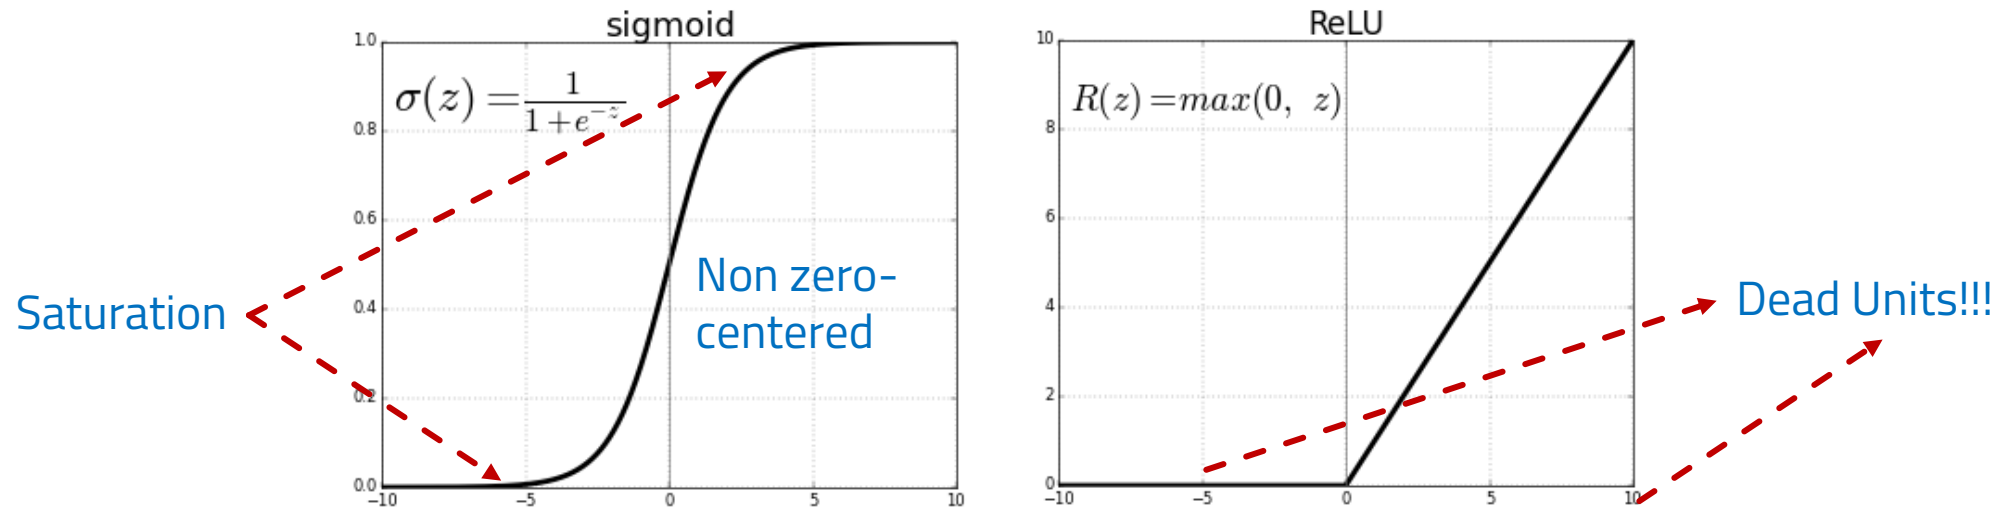 sigmoid
1.0
0.8
0.6
0.4
0.2
0.0
−10
−5
0
5
10
σ(z) = 1 / (1+e^{−z})
Non zero-
centered
Saturation
ReLU
10
8
6
4
2
0
−10
−5
0
5
10
R(z) = max(0, z)
Dead Units!!!